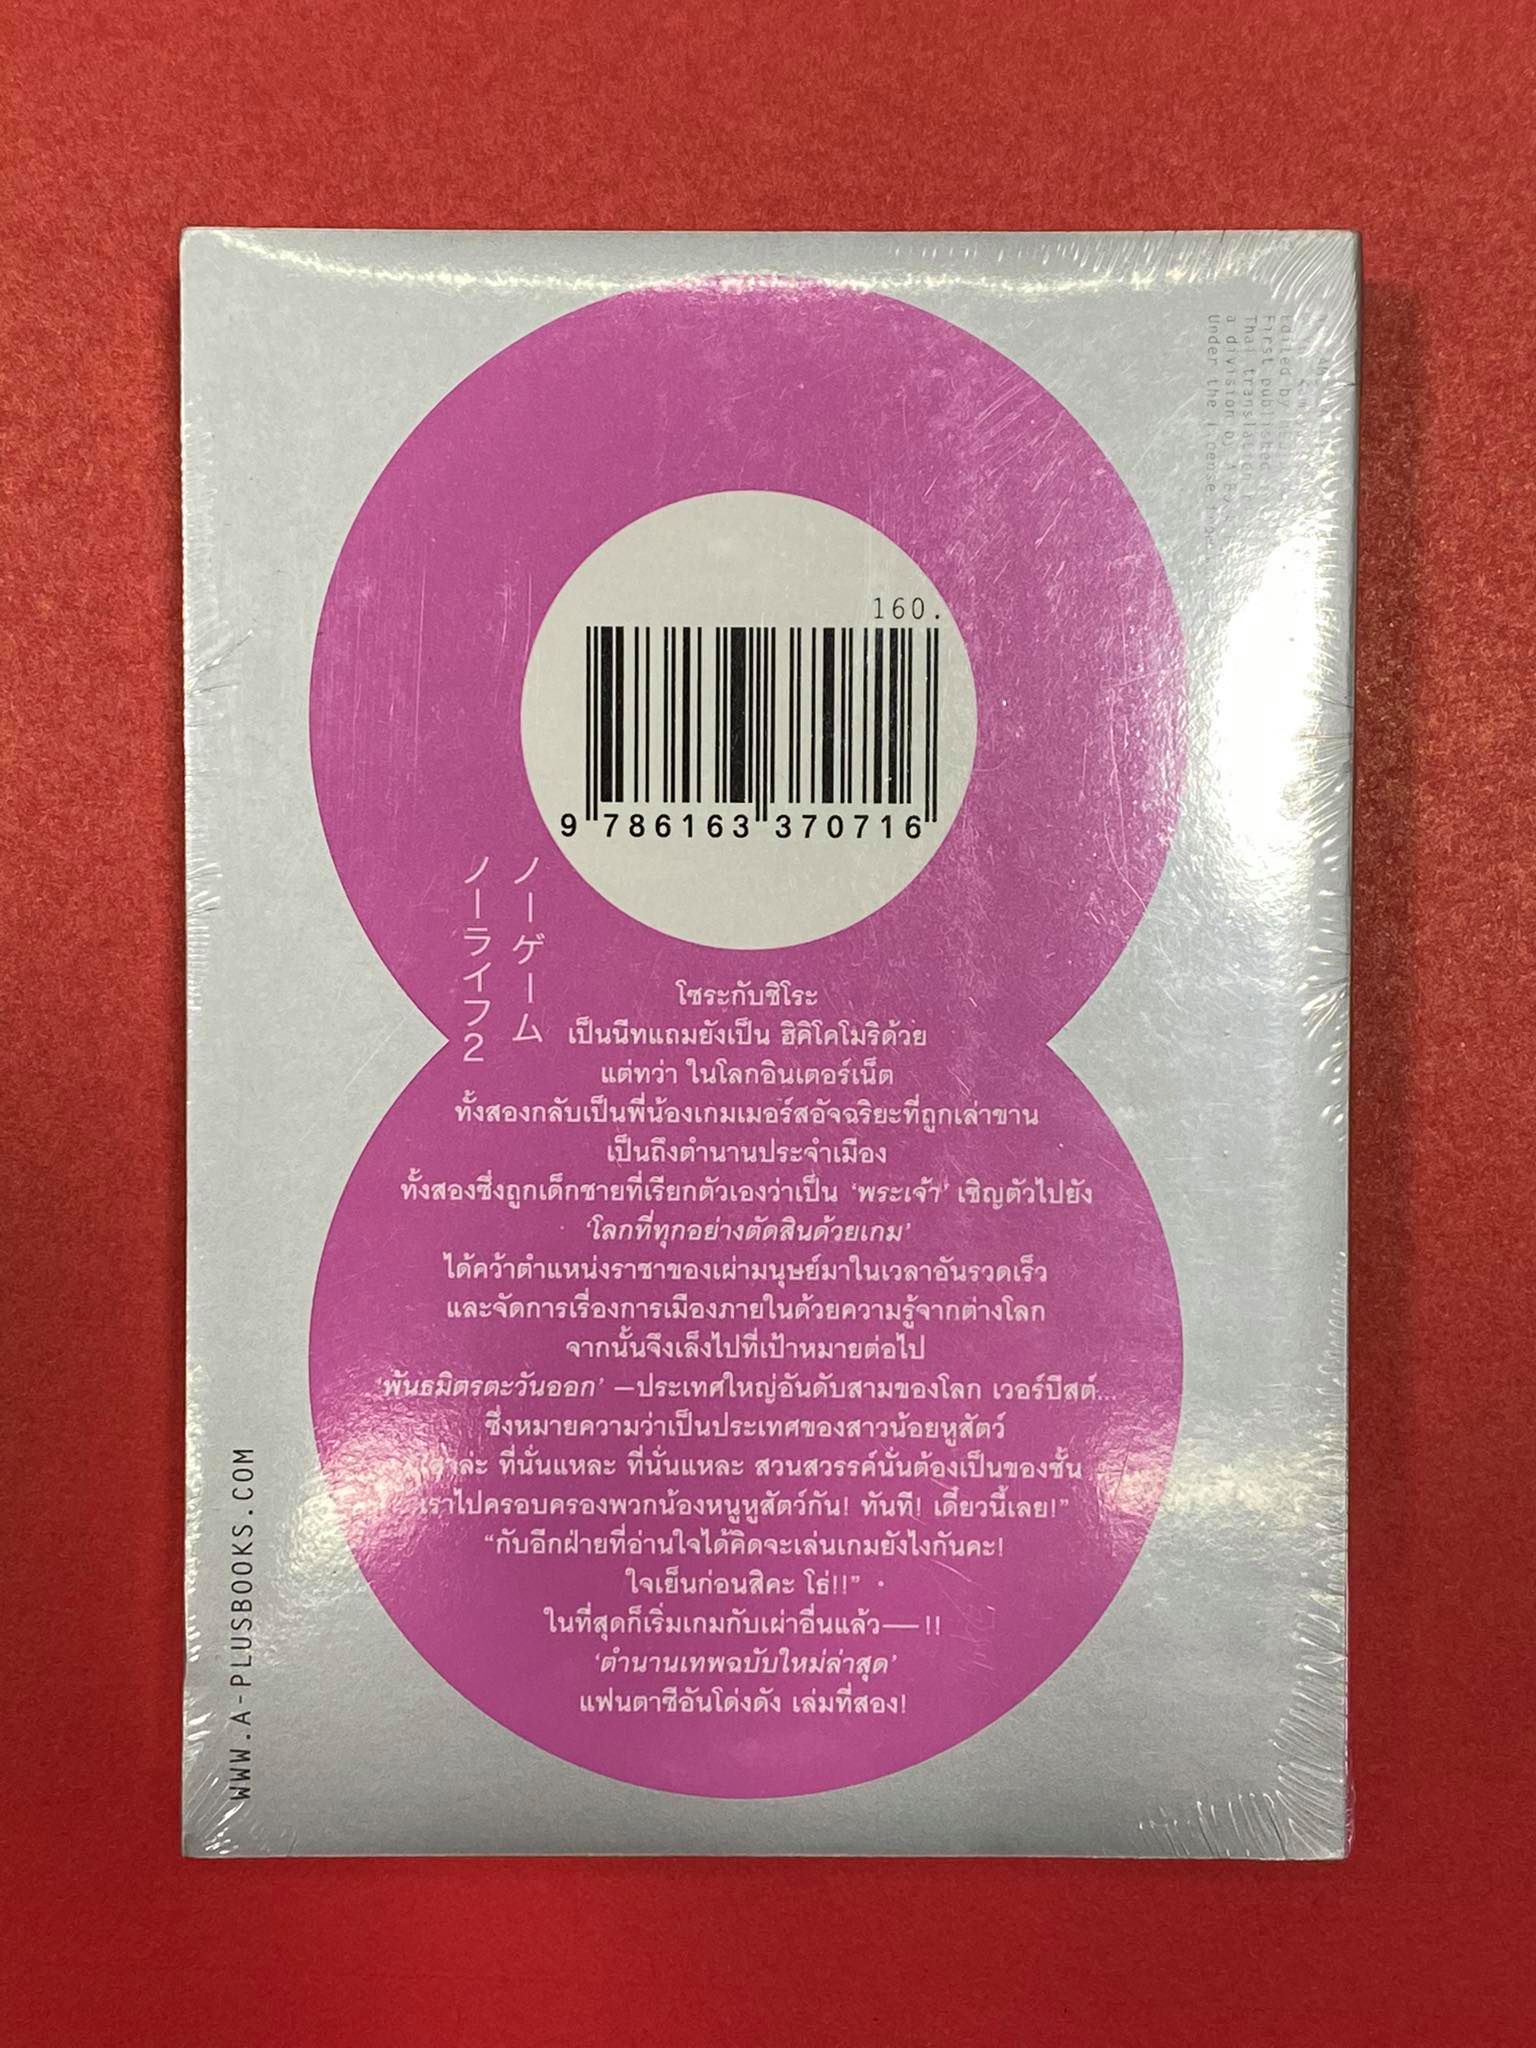 Edited by
First published
Thai translation
a division of
Under the license
160.
9 786163 370716
ノーゲーム
ノーライフ2
โซระกับชิโระ
เป็นนีทแถมยังเป็น ฮิคิโคโมริด้วย
แต่ทว่า ในโลกอินเตอร์เน็ต
ทั้งสองกลับเป็นพี่น้องเกมเมอร์สอัจฉริยะที่ถูกเล่าขาน
เป็นถึงตำนานประจำเมือง
ทั้งสองซึ่งถูกเด็กชายที่เรียกตัวเองว่าเป็น ‘พระเจ้า’ เชิญตัวไปยัง
‘โลกที่ทุกอย่างตัดสินด้วยเกม’
ได้คว้าตำแหน่งราชาของเผ่ามนุษย์มาในเวลาอันรวดเร็ว
และจัดการเรื่องการเมืองภายในด้วยความรู้จากต่างโลก
จากนั้นจึงเล็งไปที่เป้าหมายต่อไป
‘พันธมิตรตะวันออก’ —ประเทศใหญ่อันดับสามของโลก เวอร์บีสต์...
ซึ่งหมายความว่าเป็นประเทศของสาวน้อยหูสัตว์
ที่นั่นแหละ ที่นั่นแหละ สวนสวรรค์นั่นต้องเป็นของชั้น
เราไปครอบครองพวกน้องหนูหูสัตว์กัน! ทันที! เดี๋ยวนี้เลย!”
“กับอีกฝ่ายที่อ่านใจได้คิดจะเล่นเกมยังไงกันคะ!
ใจเย็นก่อนสิคะ โธ่!!”
ในที่สุดก็เริ่มเกมกับเผ่าอื่นแล้ว——!!
‘ตำนานเทพฉบับใหม่ล่าสุด’
แฟนตาซีอันโด่งดัง เล่มที่สอง!
WWW.A-PLUSBOOKS.COM